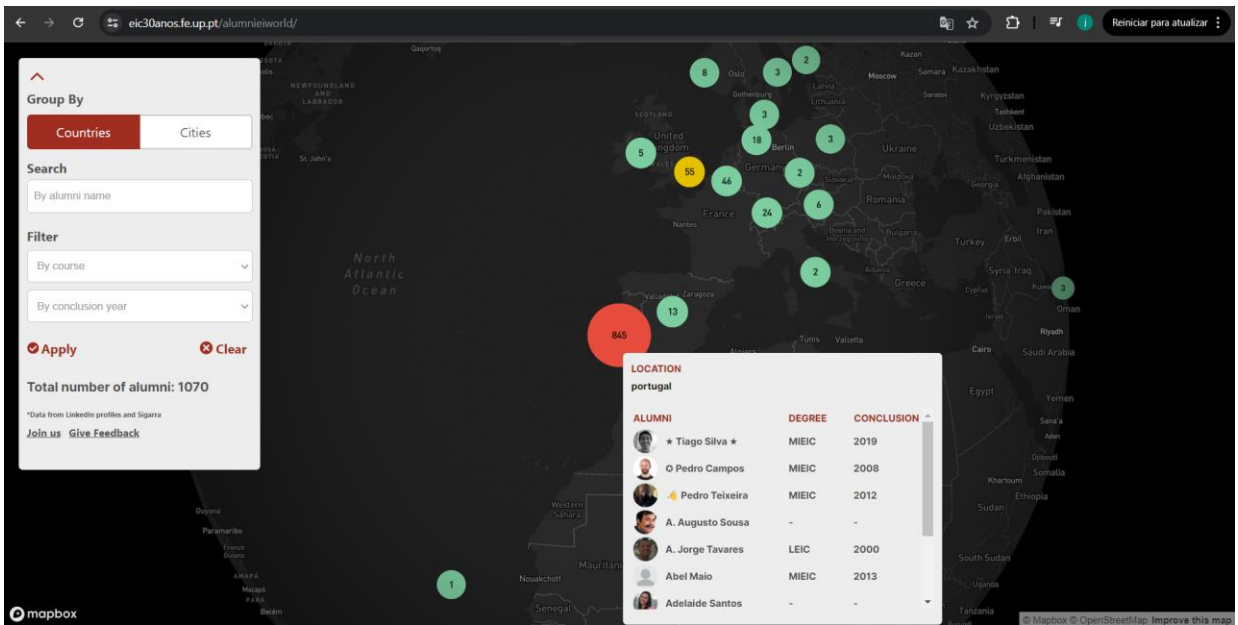 eic30anos.fe.up.pt/alumnieiworld/
Reiniciar para atualizar
j
Group By
Countries
Cities
Search
By alumni name
Filter
By course
By conclusion year
Apply
Clear
Total number of alumni: 1070
*Data from LinkedIn profiles and Sigarra
Join us
Give Feedback
Qaqortoq
NEWFOUNDLAND
AND
LABRADOR
St. John's
North
Atlantic
Ocean
8
Oslo
3
2
Kazan
Moscow
Samara
Kazakhstan
Gothenburg
Latvia
Lithuania
Saratov
Kyrgyzstan
Tashkent
Uzbekistan
SCOTLAND
3
United
5
18
Berlin
3
Ukraine
Turkmenistan
55
46
Germany
2
Slovakia
Moldova
Georgia
Afghanistan
Nantes
France
24
6
Romania
Pakistan
Bosnia and
Herzegovina
Bulgaria
Iran
Turkey
Erbil
2
Albania
Greece
Syria
Iraq
Cyprus
3
Oman
Valladolid
Zaragoza
13
845
Tunis
Valletta
Israel
Riyadh
Cairo
Saudi Arabia
Algiers
LOCATION
portugal
ALUMNI DEGREE CONCLUSION
★ Tiago Silva ★ MIEIC 2019
✪ Pedro Campos MIEIC 2008
👋 Pedro Teixeira MIEIC 2012
A. Augusto Sousa - -
A. Jorge Tavares LEIC 2000
Abel Maio MIEIC 2013
Adelaide Santos - -
Egypt
Yemen
Sana'a
Aden
Djibouti
Somalia
Khartoum
Ethiopia
Sudan
South Sudan
Uganda
Tanzania
Western
Sahara
Nouakchott
Senegal
Guyana
Paramaribo
French
Guiana
AMAPÁ
Macapá
PARÁ
Belém
1
mapbox
© Mapbox © OpenStreetMap Improve this map